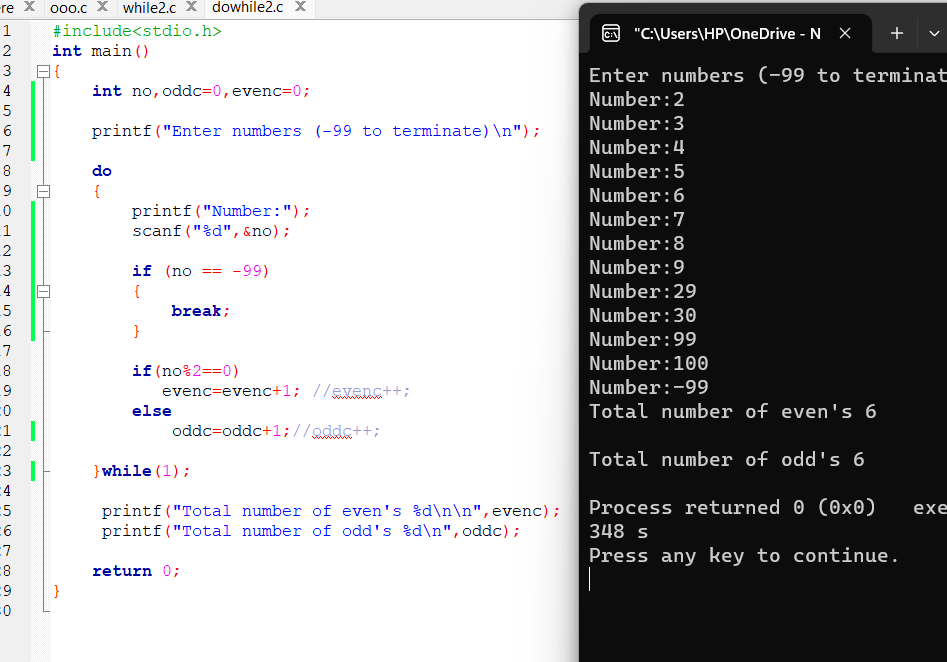 ere X ooo.c X while2.c X dowhile2.c X
1 #include<stdio.h>
2 int main()
3 {
4 int no,oddc=0,evenc=0;
5
6 printf("Enter numbers (-99 to terminate)\n");
7
8 do
9 {
0 printf("Number:");
1 scanf("%d",&no);
2
3 if (no == -99)
4 {
5 break;
6 }
7
8 if(no%2==0)
9 evenc=evenc+1; //evenc++;
0 else
1 oddc=oddc+1;//oddc++;
2
3 }while(1);
4
5 printf("Total number of even's %d\n\n",evenc);
6 printf("Total number of odd's %d\n",oddc);
7
8 return 0;
9 }
0
"C:\Users\HP\OneDrive - N
Enter numbers (-99 to terminat
Number:2
Number:3
Number:4
Number:5
Number:6
Number:7
Number:8
Number:9
Number:29
Number:30
Number:99
Number:100
Number:-99
Total number of even's 6
Total number of odd's 6
Process returned 0 (0x0) exe
348 s
Press any key to continue.